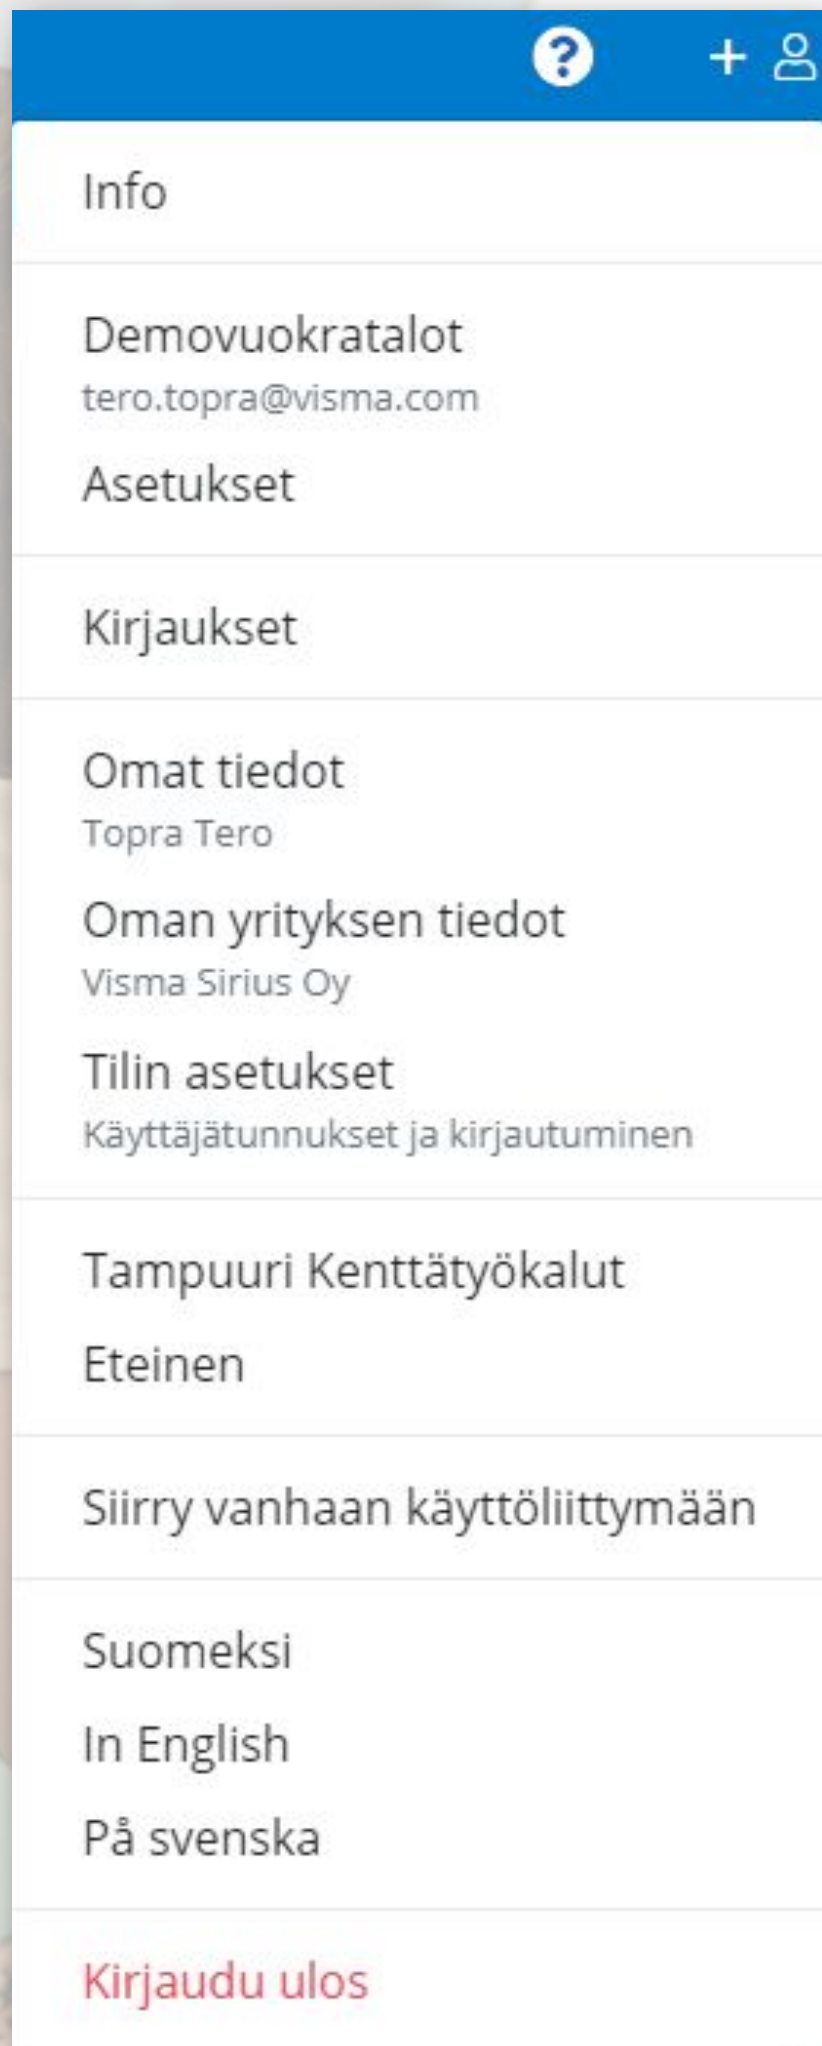 Info
Demovuokratalot
tero.topra@visma.com
Asetukset
Kirjaukset
Omat tiedot
Topra Tero
Oman yrityksen tiedot
Visma Sirius Oy
Tilin asetukset
Käyttäjätunnukset ja kirjautuminen
Tampuuri Kenttätyökalut
Eteinen
Siirry vanhaan käyttöliittymään
Suomeksi
In English
På svenska
Kirjaudu ulos